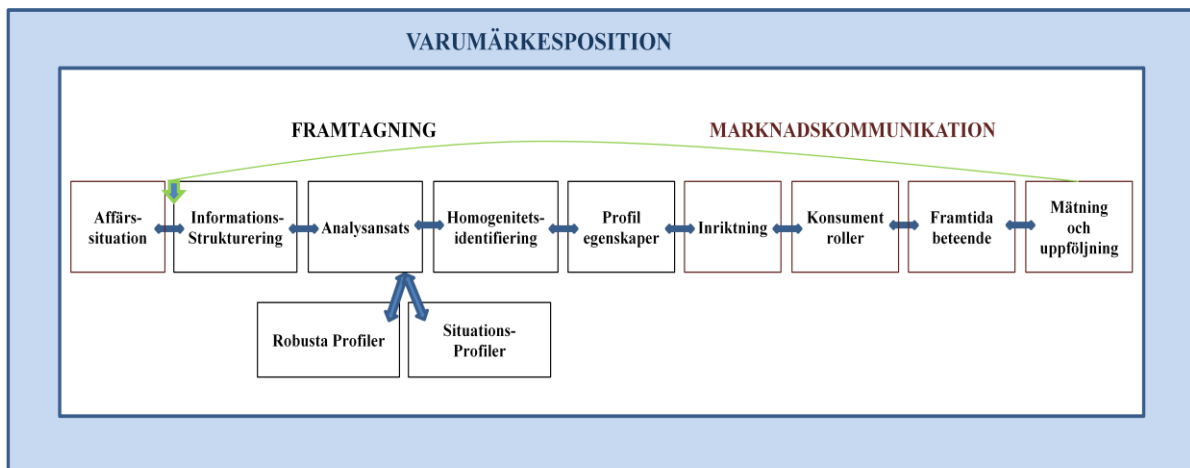 VARUMÄRKESPOSITION
FRAMTAGNING
MARKNADSKOMMUNIKATION
Affärs-
situation
Informations-
Strukturering
Analysansats
Homogenitets-
identifiering
Profil
egenskaper
Inriktning
Konsument
roller
Framtida
beteende
Mätning
och
uppföljning
Robusta Profiler
Situations-
Profiler